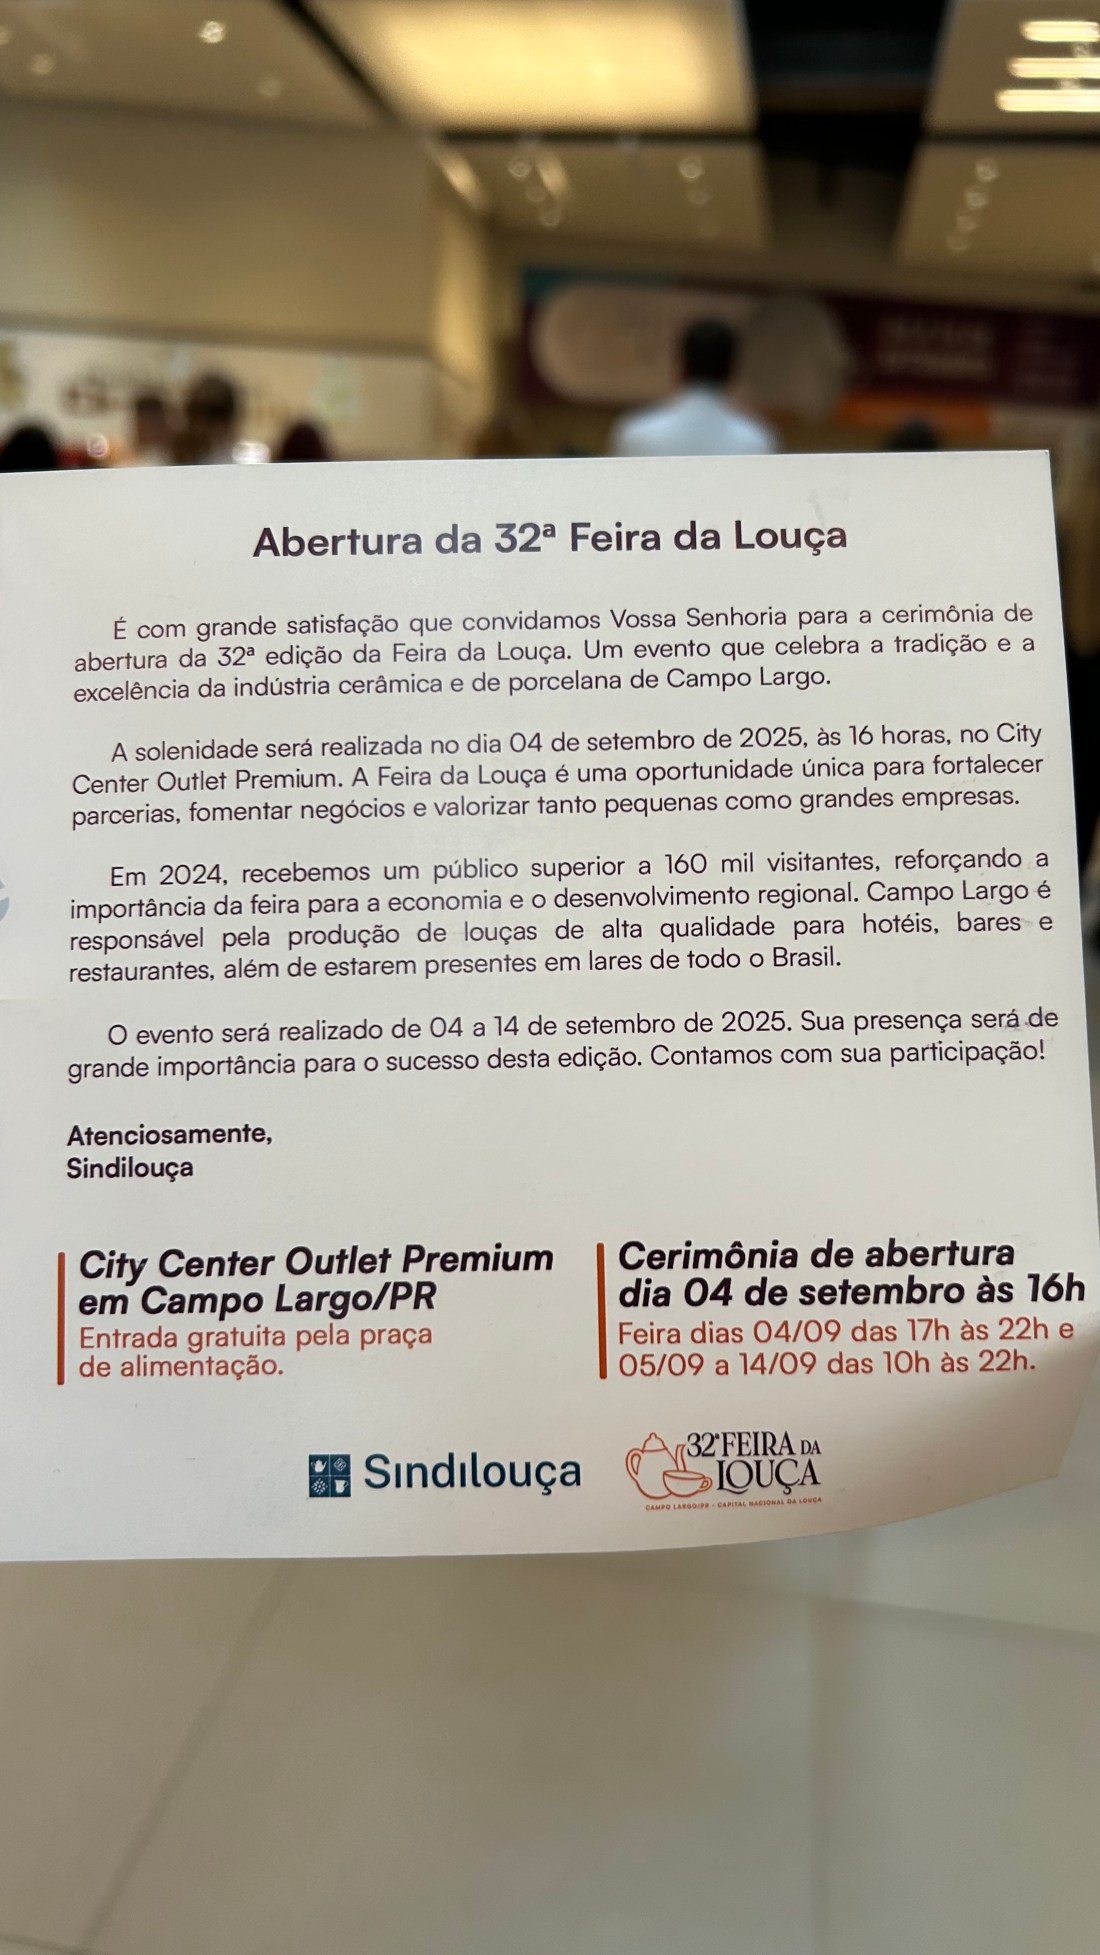 Abertura da 32ª Feira da Louça
É com grande satisfação que convidamos Vossa Senhoria para a cerimônia de
abertura da 32ª edição da Feira da Louça. Um evento que celebra a tradição e a
excelência da indústria cerâmica e de porcelana de Campo Largo.
A solenidade será realizada no dia 04 de setembro de 2025, às 16 horas, no City
Center Outlet Premium. A Feira da Louça é uma oportunidade única para fortalecer
parcerias, fomentar negócios e valorizar tanto pequenas como grandes empresas.
Em 2024, recebemos um público superior a 160 mil visitantes, reforçando a
importância da feira para a economia e o desenvolvimento regional. Campo Largo é
responsável pela produção de louças de alta qualidade para hotéis, bares e
restaurantes, além de estarem presentes em lares de todo o Brasil.
O evento será realizado de 04 a 14 de setembro de 2025. Sua presença será de
grande importância para o sucesso desta edição. Contamos com sua participação!
Atenciosamente,
Sindilouça
City Center Outlet Premium
em Campo Largo/PR
Entrada gratuita pela praça
de alimentação.
Cerimônia de abertura
dia 04 de setembro às 16h
Feira dias 04/09 das 17h às 22h e
05/09 a 14/09 das 10h às 22h.
Sındılouça
32ª FEIRA DA
LOUÇA
CAMPO LARGO/PR - CAPITAL NACIONAL DA LOUÇA